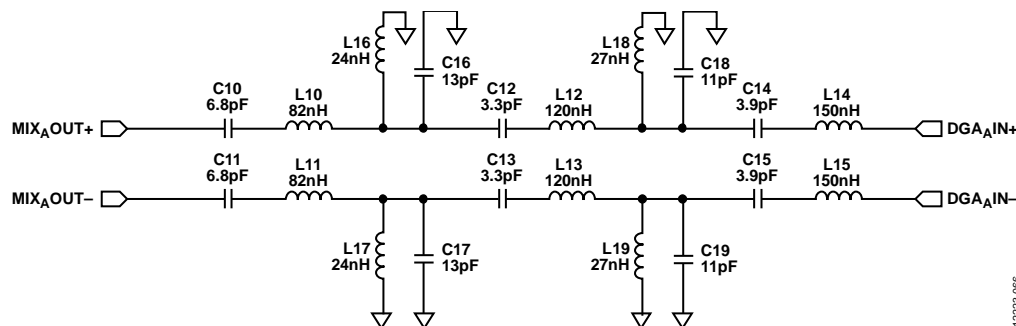 L16
24nH
C16
13pF
L18
27nH
C18
11pF
C10
6.8pF
L10
82nH
C12
3.3pF
L12
120nH
C14
3.9pF
L14
150nH
MIXAOUT+
DGAAIN+
C11
6.8pF
L11
82nH
C13
3.3pF
L13
120nH
C15
3.9pF
L15
150nH
MIXAOUT–
DGAAIN–
L17
24nH
C17
13pF
L19
27nH
C19
11pF